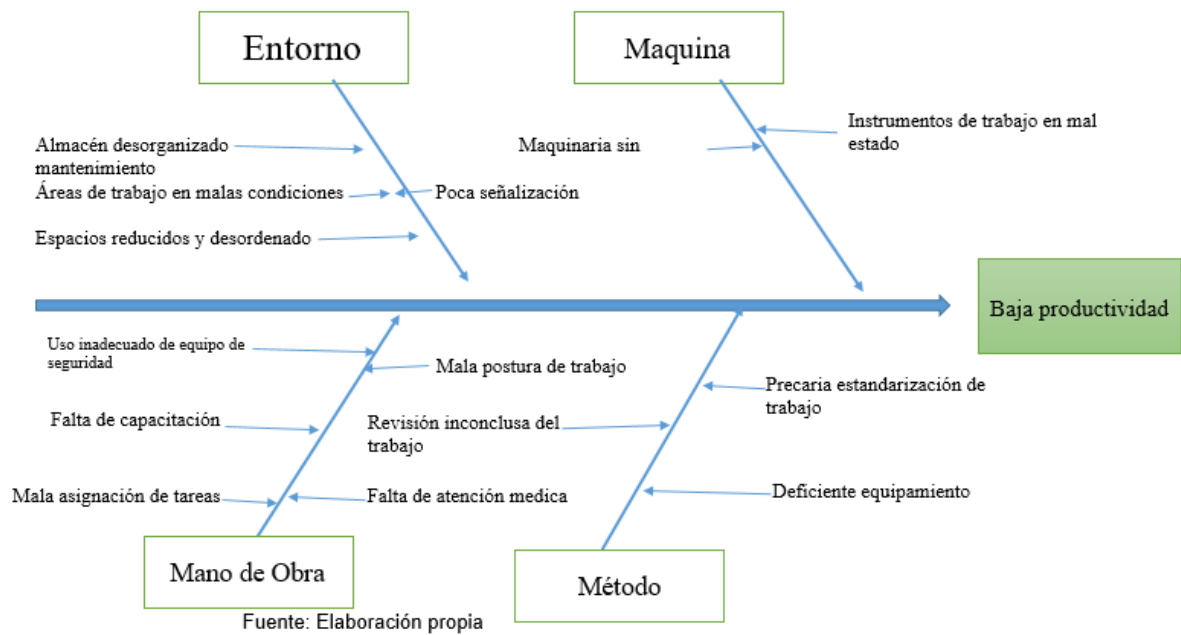 Entorno
Maquina
Almacén desorganizado
mantenimiento
Áreas de trabajo en malas condiciones
Poca señalización
Espacios reducidos y desordenado
Maquinaria sin
Instrumentos de trabajo en mal
estado
Baja productividad
Uso inadecuado de equipo de
seguridad
Mala postura de trabajo
Falta de capacitación
Mala asignación de tareas
Falta de atención medica
Precaria estandarización de
trabajo
Revisión inconclusa del
trabajo
Deficiente equipamiento
Mano de Obra
Método
Fuente: Elaboración propia